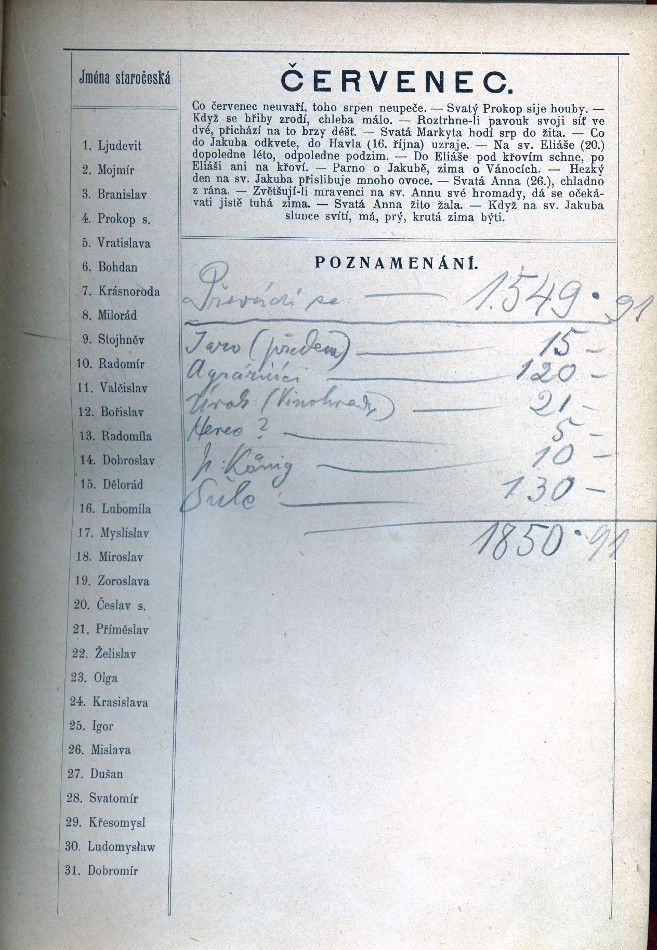 Jména staročeská
1. Ljudevit
2. Mojmír
3. Branislav
4. Prokop s.
5. Vratislava
6. Bohdan
7. Krásnoroda
8. Milorád
9. Stojhněv
10. Radomír
11. Valčislav
12. Bořislav
13. Radomíla
14. Dobroslav
15. Dělorád
16. Lubomila
17. Myslislav
18. Miroslav
19. Zoroslava
20. Česlav s.
21. Příměslav
22. Želislav
23. Olga
24. Krasislava
25. Igor
26. Mislava
27. Dušan
28. Svatomír
29. Křesomysl
30. Ludomysław
31. Dobromír
ČERVENEC.
Co červenec neuvaří, toho srpen neupeče. — Svatý Prokop sije houby. —
Když se hřiby zrodí, chleba málo. — Roztrhne-li pavouk svoji síť ve
dvé, přichází na to brzy déšť. — Svatá Markyta hodí srp do žita. — Co
do Jakuba odkvete, do Havla (16. října) uzraje. — Na sv. Eliáše (20.)
dopoledne léto, odpoledne podzim. — Do Eliáše pod křovím schne, po
Eliáši ani na křoví. — Parno o Jakubě, zima o Vánocích. — Hezký
den na sv. Jakuba přislibuje mnoho ovoce. — Svatá Anna (26.), chladno
z rána. — Zvětšují-li mravenci na sv. Annu své hromady, dá se očeká-
vati jistě tuhá zima. — Svatá Anna žito žala. — Když na sv. Jakuba
slunce svítí, má, prý, krutá zima býti.
POZNAMENÁNÍ.
Převádí se — 1.549·91
Jaro (předem) — 15 –
Agrárníci — 120 –
Úrok (Vinohrady) — 21 –
Herec? — 5 –
p. König — 10 –
130 –
1850·91